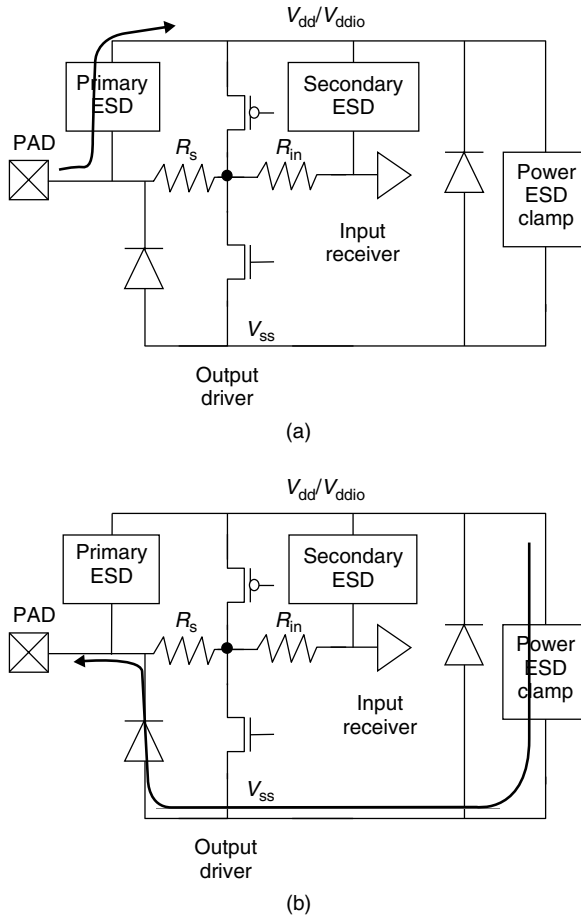 V_dd/V_ddio
Primary
ESD
Secondary
ESD
PAD
R_s
R_in
Power
ESD
clamp
Input
receiver
V_ss
Output
driver
(a)
V_dd/V_ddio
Primary
ESD
Secondary
ESD
PAD
R_s
R_in
Power
ESD
clamp
Input
receiver
V_ss
Output
driver
(b)